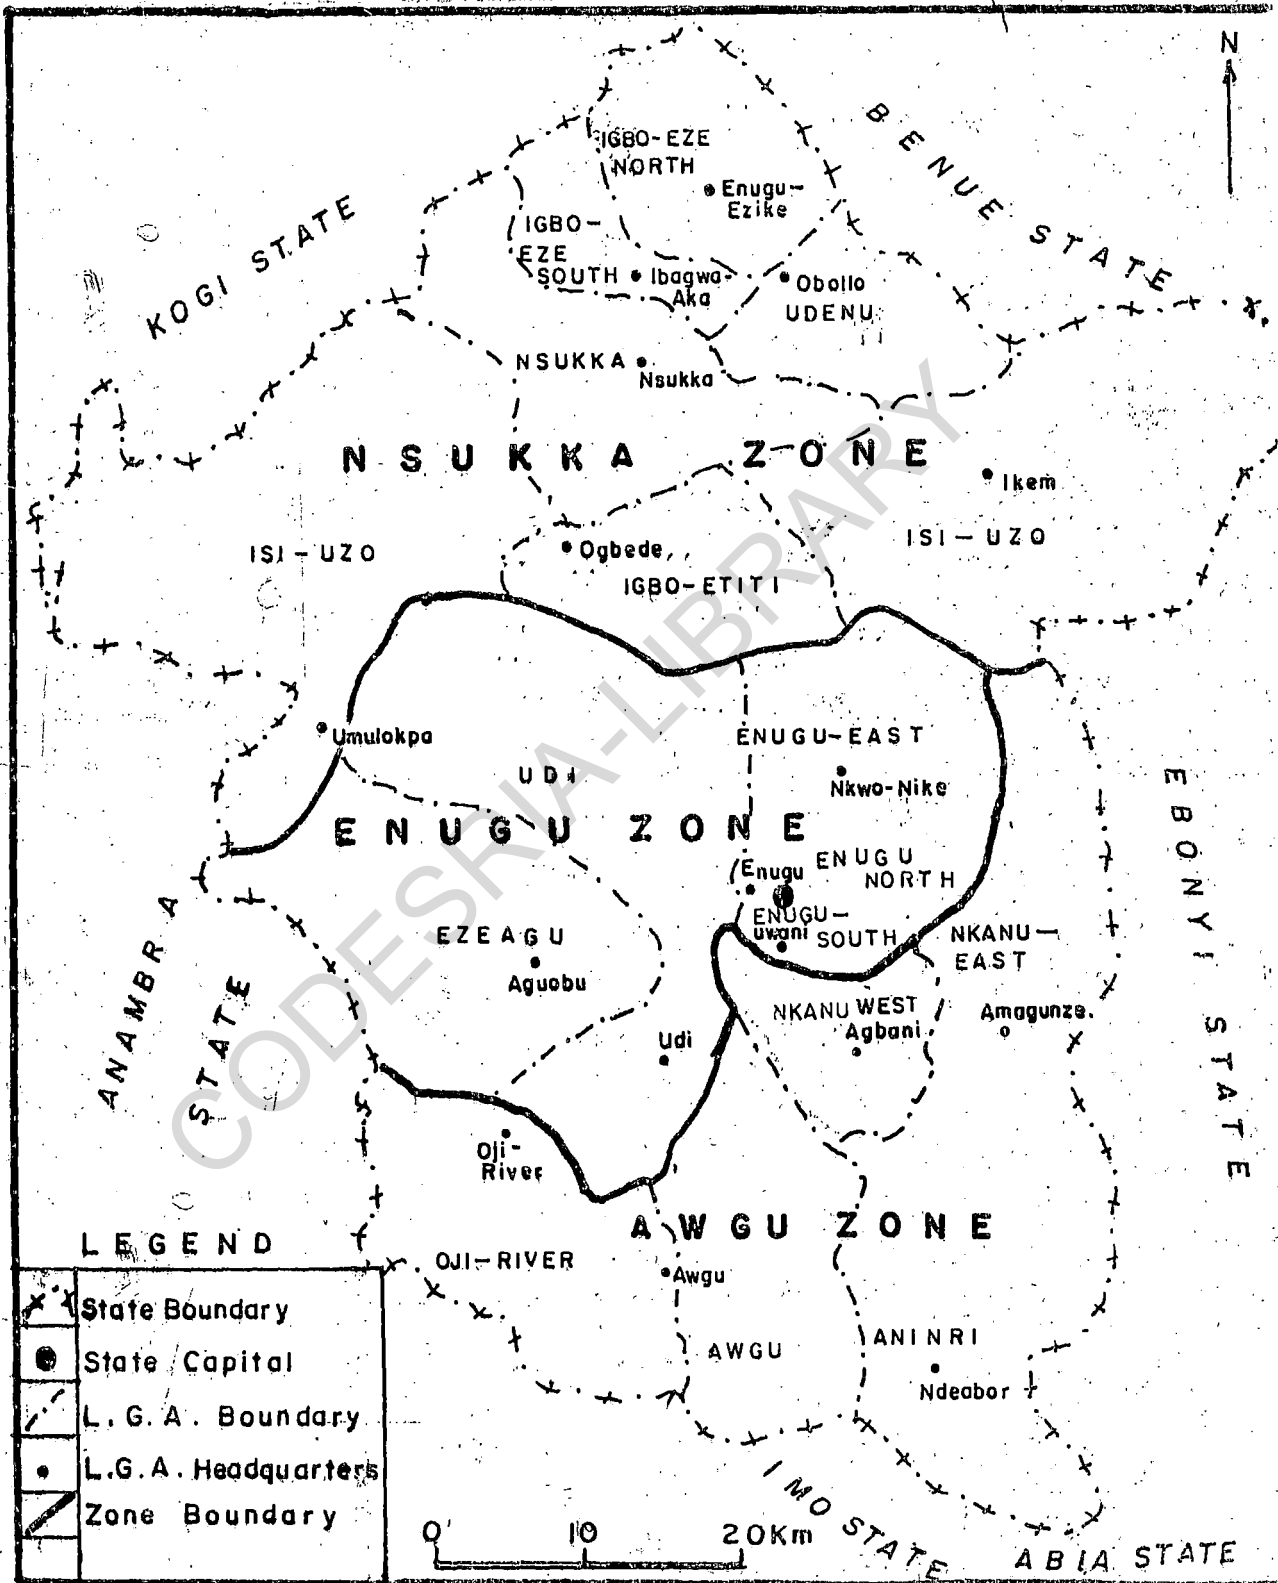 N
BENUE STATE
IGBO-EZE
NORTH
Enugu-
Ezike
KOGI STATE
IGBO-
EZE
SOUTH
Ibagwa-
Aka
Obollo
UDENU
NSUKKA
Nsukka
NSUKKA ZONE
Ikem
ISI-UZO
Ogbede
ISI-UZO
IGBO-ETITI
Umulokpa
ENUGU-EAST
UDI
Nkwo-Nike
ENUGU ZONE
EBONYI STATE
ENUGU
NORTH
Enugu
ENUGU-
uwani
SOUTH
ANAMBRA
STATE
EZEAGU
Aguobu
NKANU-
EAST
NKANU WEST
Agbani
Amagunze.
Udi
Oji-
River
AWGU ZONE
OJI-RIVER
Awgu
AWGU
ANINRI
Ndeabor
LEGEND
State Boundary
State Capital
L.G.A. Boundary
L.G.A. Headquarters
Zone Boundary
0 10 20Km
IMO STATE
ABIA STATE
CODESRIA-LIBRARY